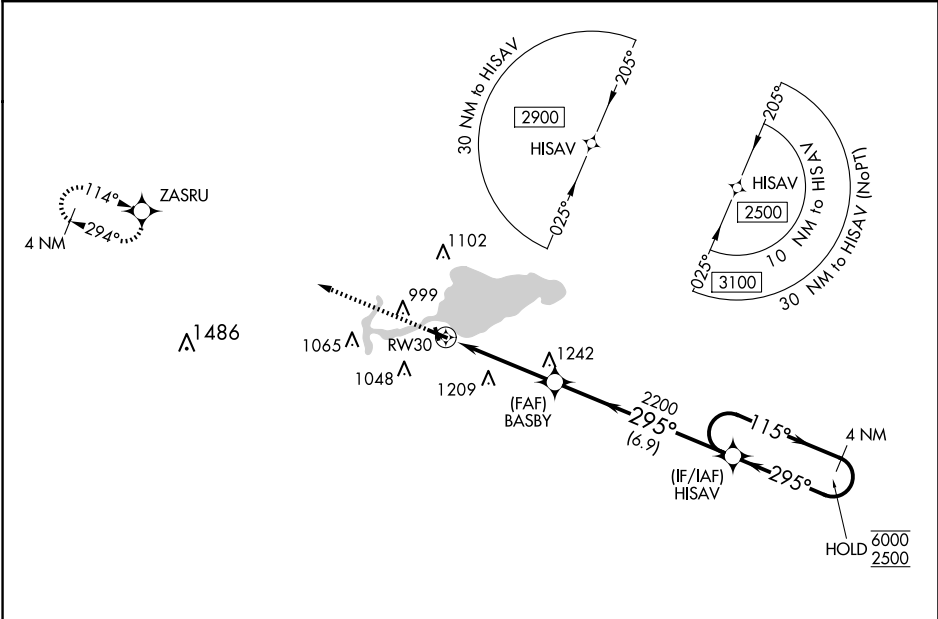 30 NM to HISAV
205°
2900
HISAV
025°
205°
HISAV
2500
10 NM to HISAV
30 NM to HISAV (NoPT)
025°
3100
114°
ZASRU
294°
4 NM
1102
999
1486
1065
RW30
1048
1209
1242
(FAF)
BASBY
2200
295°
(6.9)
115°
4 NM
(IF/IAF)
HISAV
295°
HOLD
6000
2500